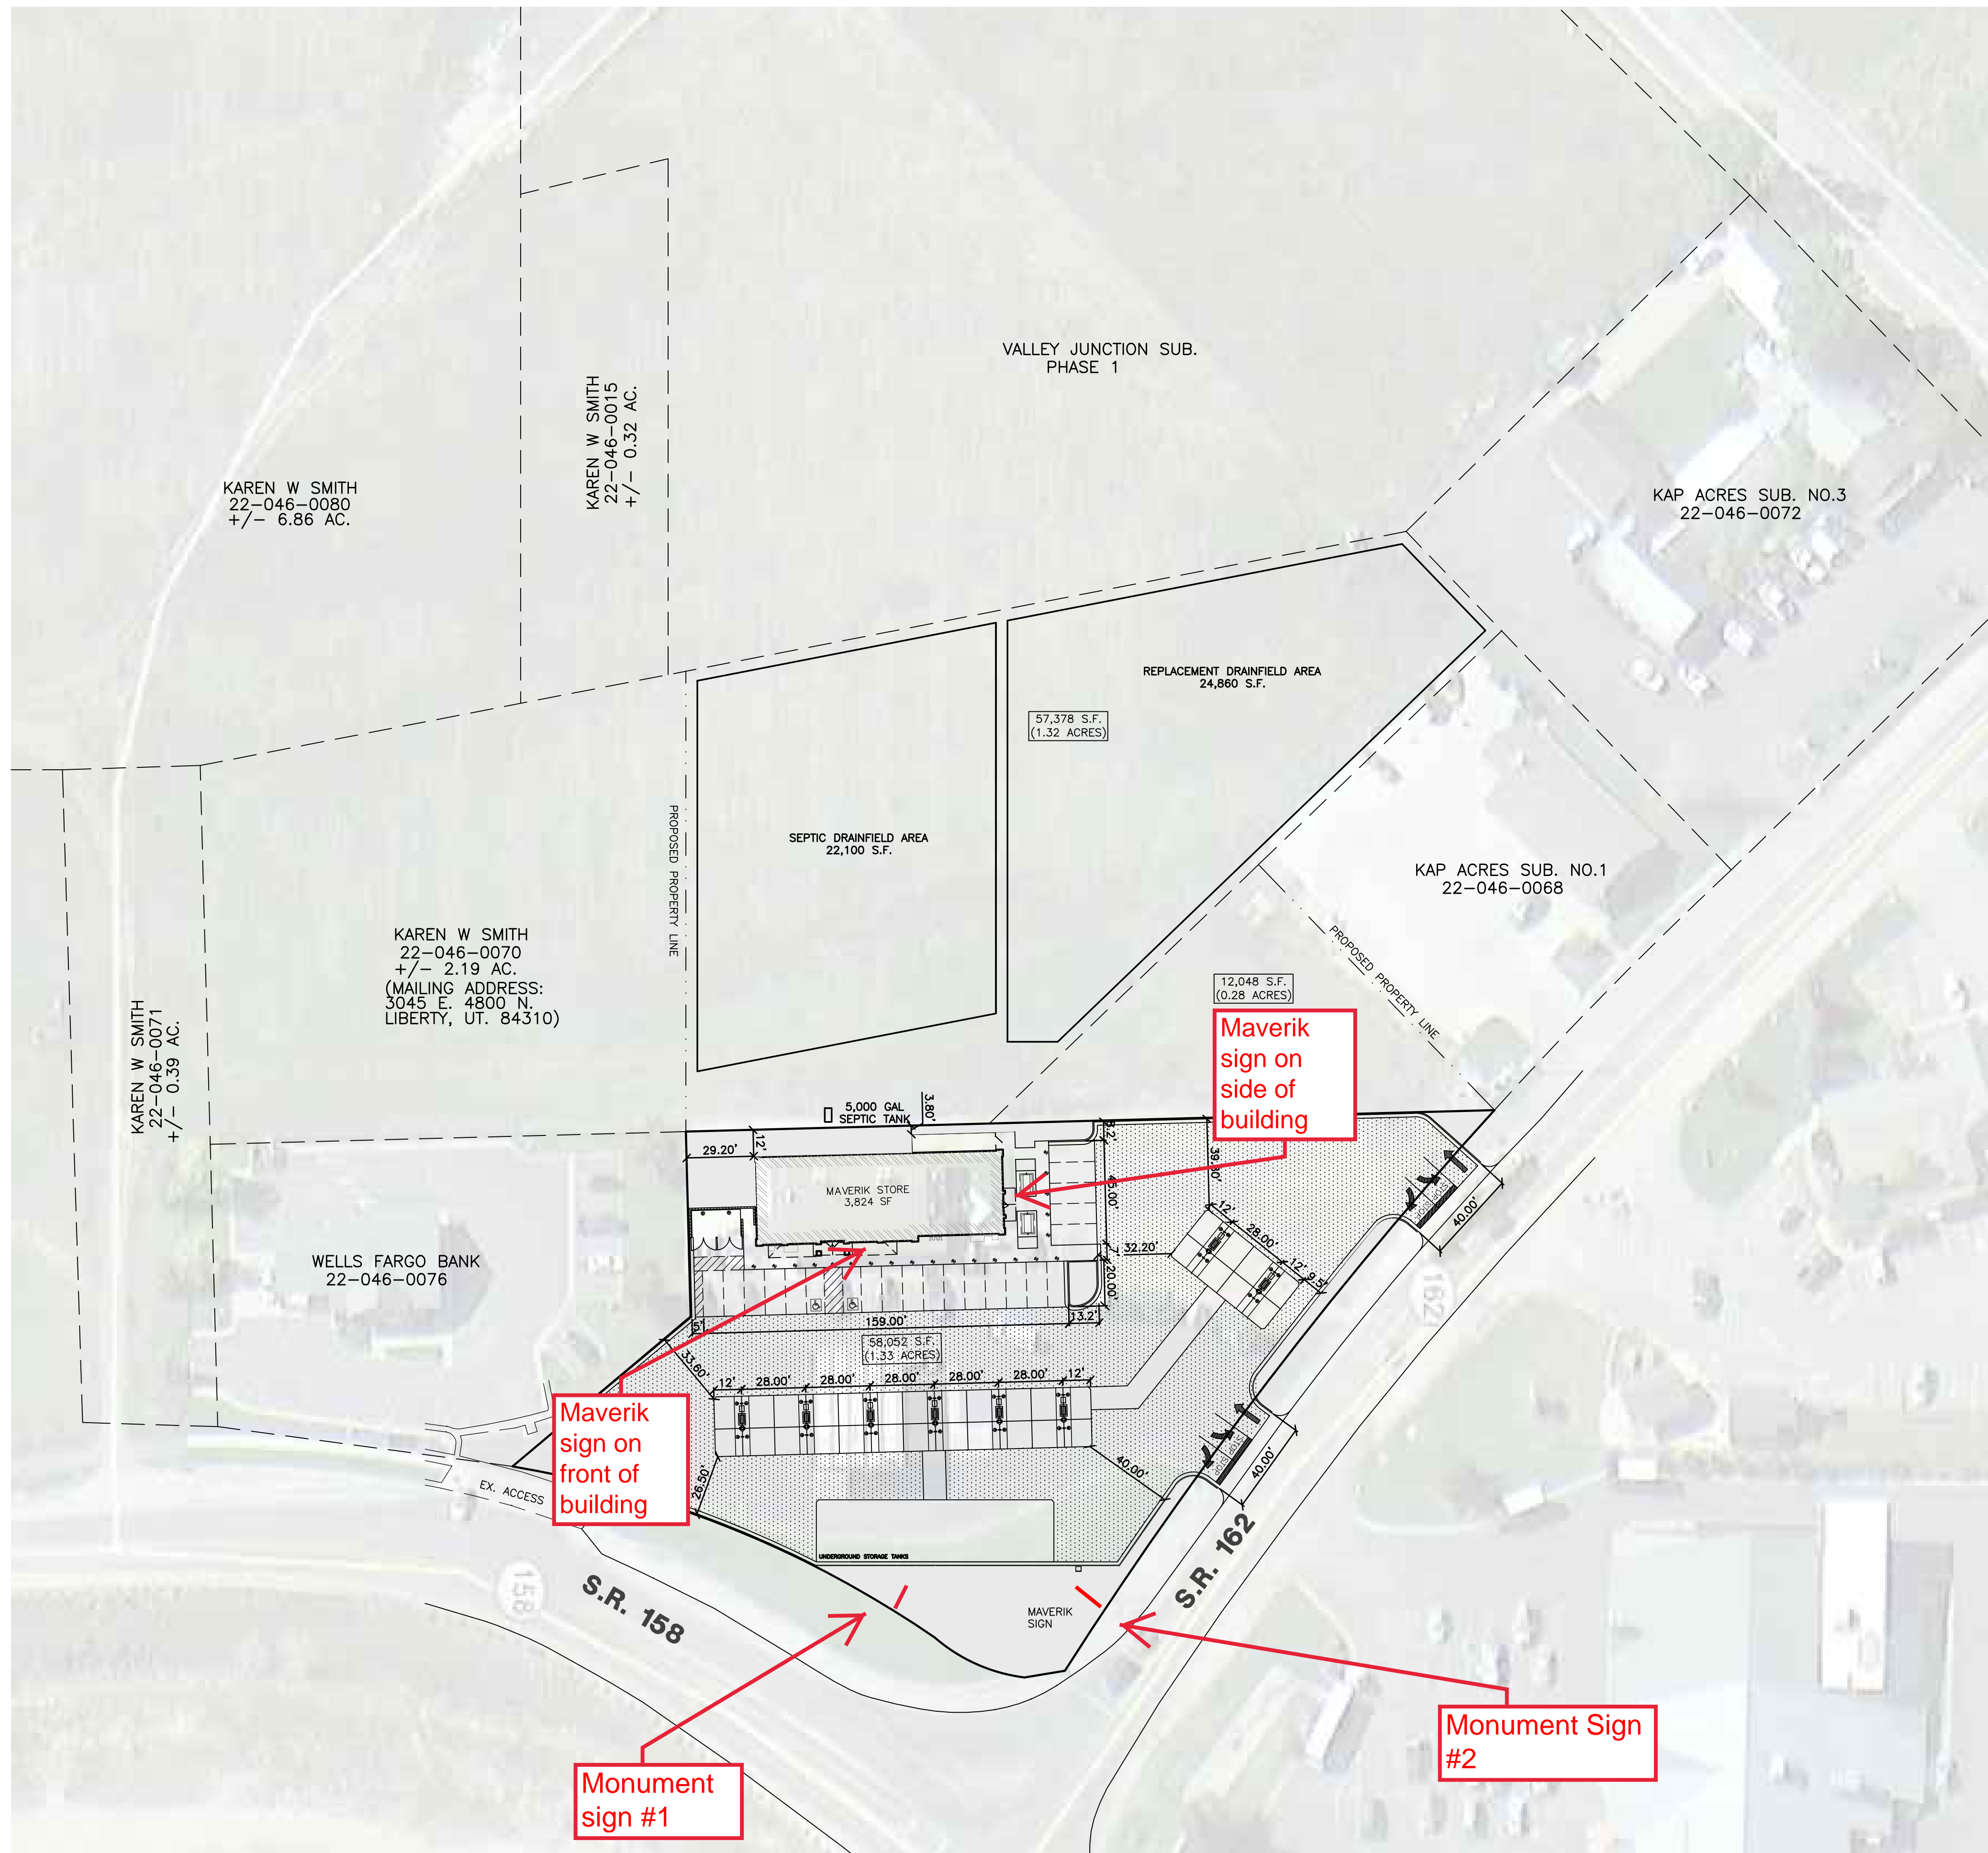 VALLEY JUNCTION SUB.
PHASE 1
KAREN W SMITH
22-046-0015
+/- 0.32 AC.
KAREN W SMITH
22-046-0080
+/- 6.86 AC.
KAP ACRES SUB. NO.3
22-046-0072
REPLACEMENT DRAINFIELD AREA
24,860 S.F.
57,378 S.F.
(1.32 ACRES)
SEPTIC DRAINFIELD AREA
22,100 S.F.
PROPOSED PROPERTY LINE
KAP ACRES SUB. NO.1
22-046-0068
PROPOSED PROPERTY LINE
KAREN W SMITH
22-046-0070
+/- 2.19 AC.
(MAILING ADDRESS:
3045 E. 4800 N.
LIBERTY, UT. 84310)
KAREN W SMITH
22-046-0071
+/- 0.39 AC.
12,048 S.F.
(0.28 ACRES)
Maverik
sign on
side of
building
5,000 GAL
SEPTIC TANK
3.80'
29.20'
12'
45.00'
MAVERIK STORE
3,824 SF
12'
28.00'
12'
9.5'
40.00'
32.20'
7'
20.00'
162
WELLS FARGO BANK
22-046-0076
5'
159.00'
13.2'
58,052 S.F.
(1.33 ACRES)
33.60'
12'
28.00'
28.00'
28.00'
28.00'
28.00'
12'
Maverik
sign on
front of
building
40.00'
40.00'
26.50'
EX. ACCESS
UNDERGROUND STORAGE TANKS
158
S.R. 158
S.R. 162
MAVERIK
SIGN
Monument Sign
#2
Monument
sign #1